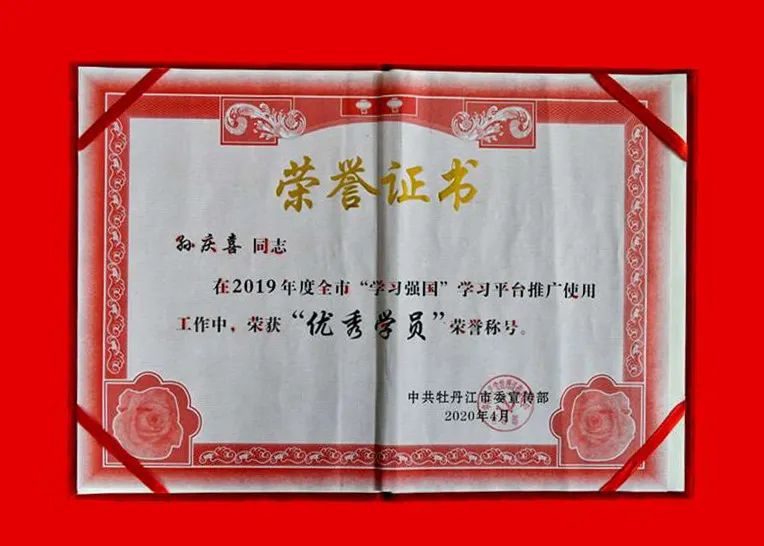 荣誉证书
孙庆喜 同志
在2019年度全市“学习强国”学习平台推广使用
工作中，荣获“优秀学员”荣誉称号。
中共牡丹江市委宣传部
2020年4月